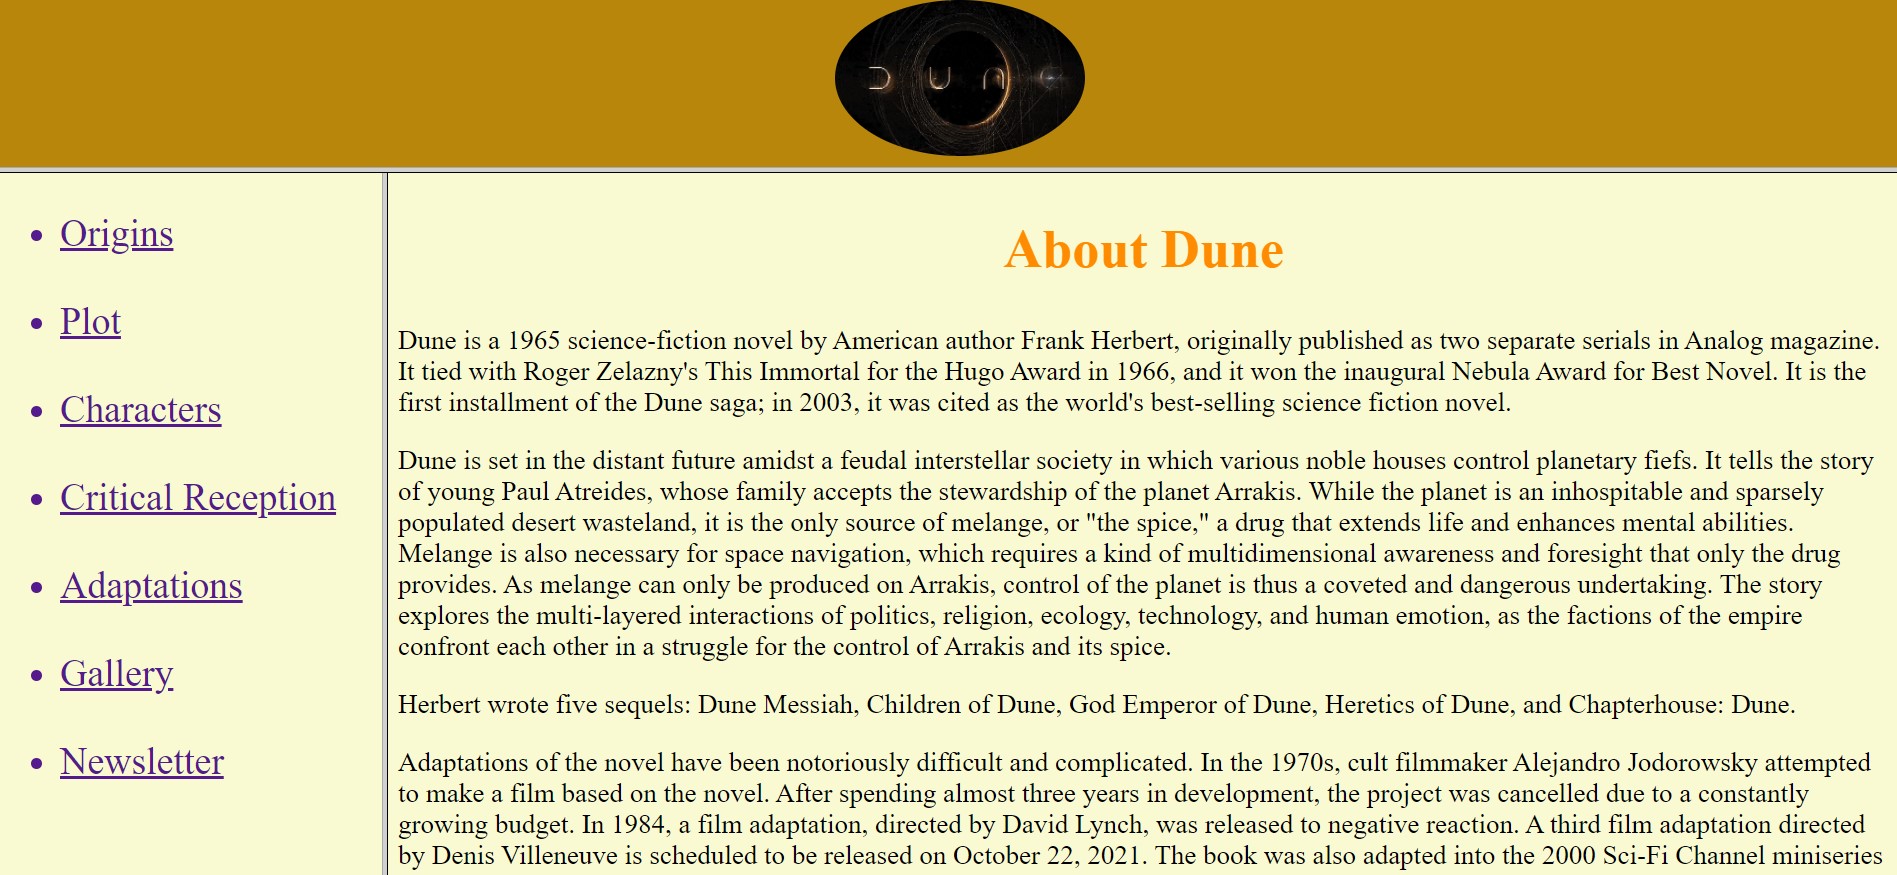 DUNE
Origins
Plot
Characters
Critical Reception
Adaptations
Gallery
Newsletter
About Dune
Dune is a 1965 science-fiction novel by American author Frank Herbert, originally published as two separate serials in Analog magazine.
It tied with Roger Zelazny's This Immortal for the Hugo Award in 1966, and it won the inaugural Nebula Award for Best Novel. It is the
first installment of the Dune saga; in 2003, it was cited as the world's best-selling science fiction novel.
Dune is set in the distant future amidst a feudal interstellar society in which various noble houses control planetary fiefs. It tells the story
of young Paul Atreides, whose family accepts the stewardship of the planet Arrakis. While the planet is an inhospitable and sparsely
populated desert wasteland, it is the only source of melange, or "the spice," a drug that extends life and enhances mental abilities.
Melange is also necessary for space navigation, which requires a kind of multidimensional awareness and foresight that only the drug
provides. As melange can only be produced on Arrakis, control of the planet is thus a coveted and dangerous undertaking. The story
explores the multi-layered interactions of politics, religion, ecology, technology, and human emotion, as the factions of the empire
confront each other in a struggle for the control of Arrakis and its spice.
Herbert wrote five sequels: Dune Messiah, Children of Dune, God Emperor of Dune, Heretics of Dune, and Chapterhouse: Dune.
Adaptations of the novel have been notoriously difficult and complicated. In the 1970s, cult filmmaker Alejandro Jodorowsky attempted
to make a film based on the novel. After spending almost three years in development, the project was cancelled due to a constantly
growing budget. In 1984, a film adaptation, directed by David Lynch, was released to negative reaction. A third film adaptation directed
by Denis Villeneuve is scheduled to be released on October 22, 2021. The book was also adapted into the 2000 Sci-Fi Channel miniseries